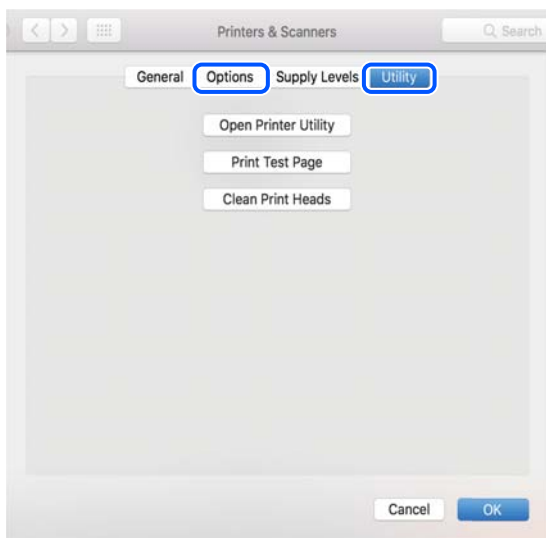 Printers & Scanners
Search
General Options Supply Levels Utility
Open Printer Utility
Print Test Page
Clean Print Heads
Cancel OK